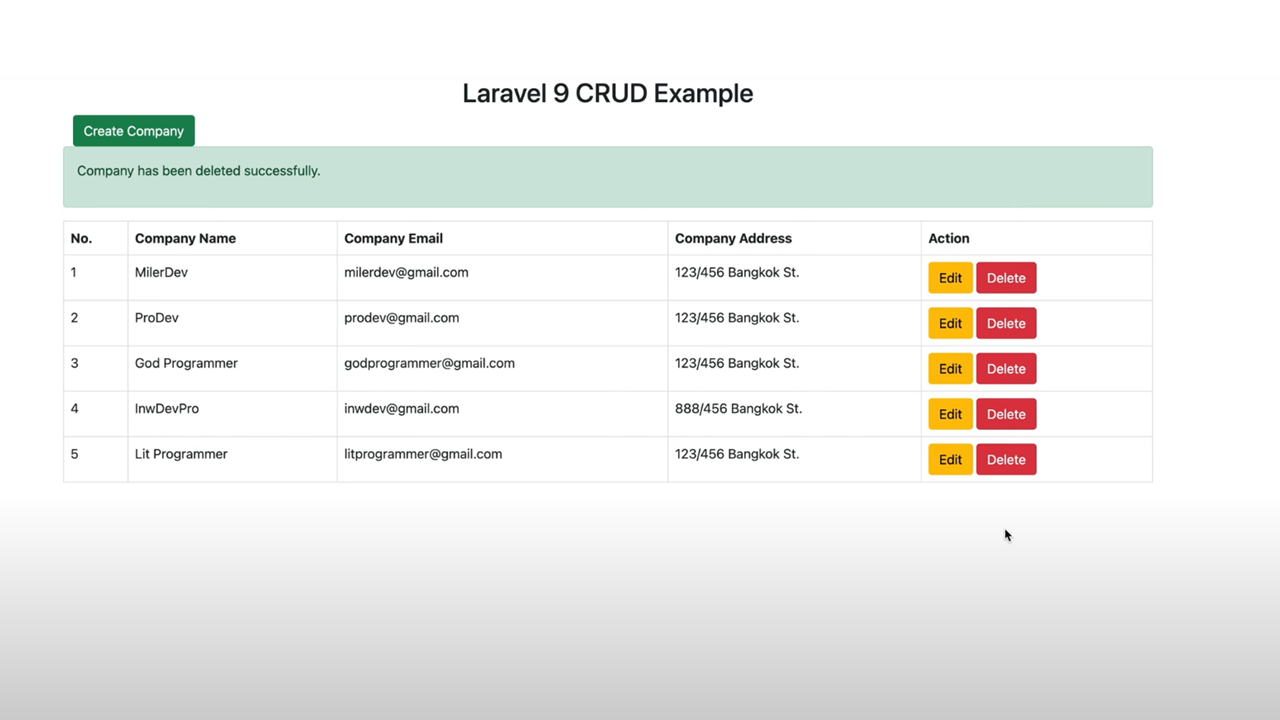 Laravel 9 CRUD Example
Create Company
Company has been deleted successfully.
No. Company Name Company Email Company Address Action
1 MilerDev milerdev@gmail.com 123/456 Bangkok St. Edit Delete
2 ProDev prodev@gmail.com 123/456 Bangkok St. Edit Delete
3 God Programmer godprogrammer@gmail.com 123/456 Bangkok St. Edit Delete
4 InwDevPro inwdev@gmail.com 888/456 Bangkok St. Edit Delete
5 Lit Programmer litprogrammer@gmail.com 123/456 Bangkok St. Edit Delete